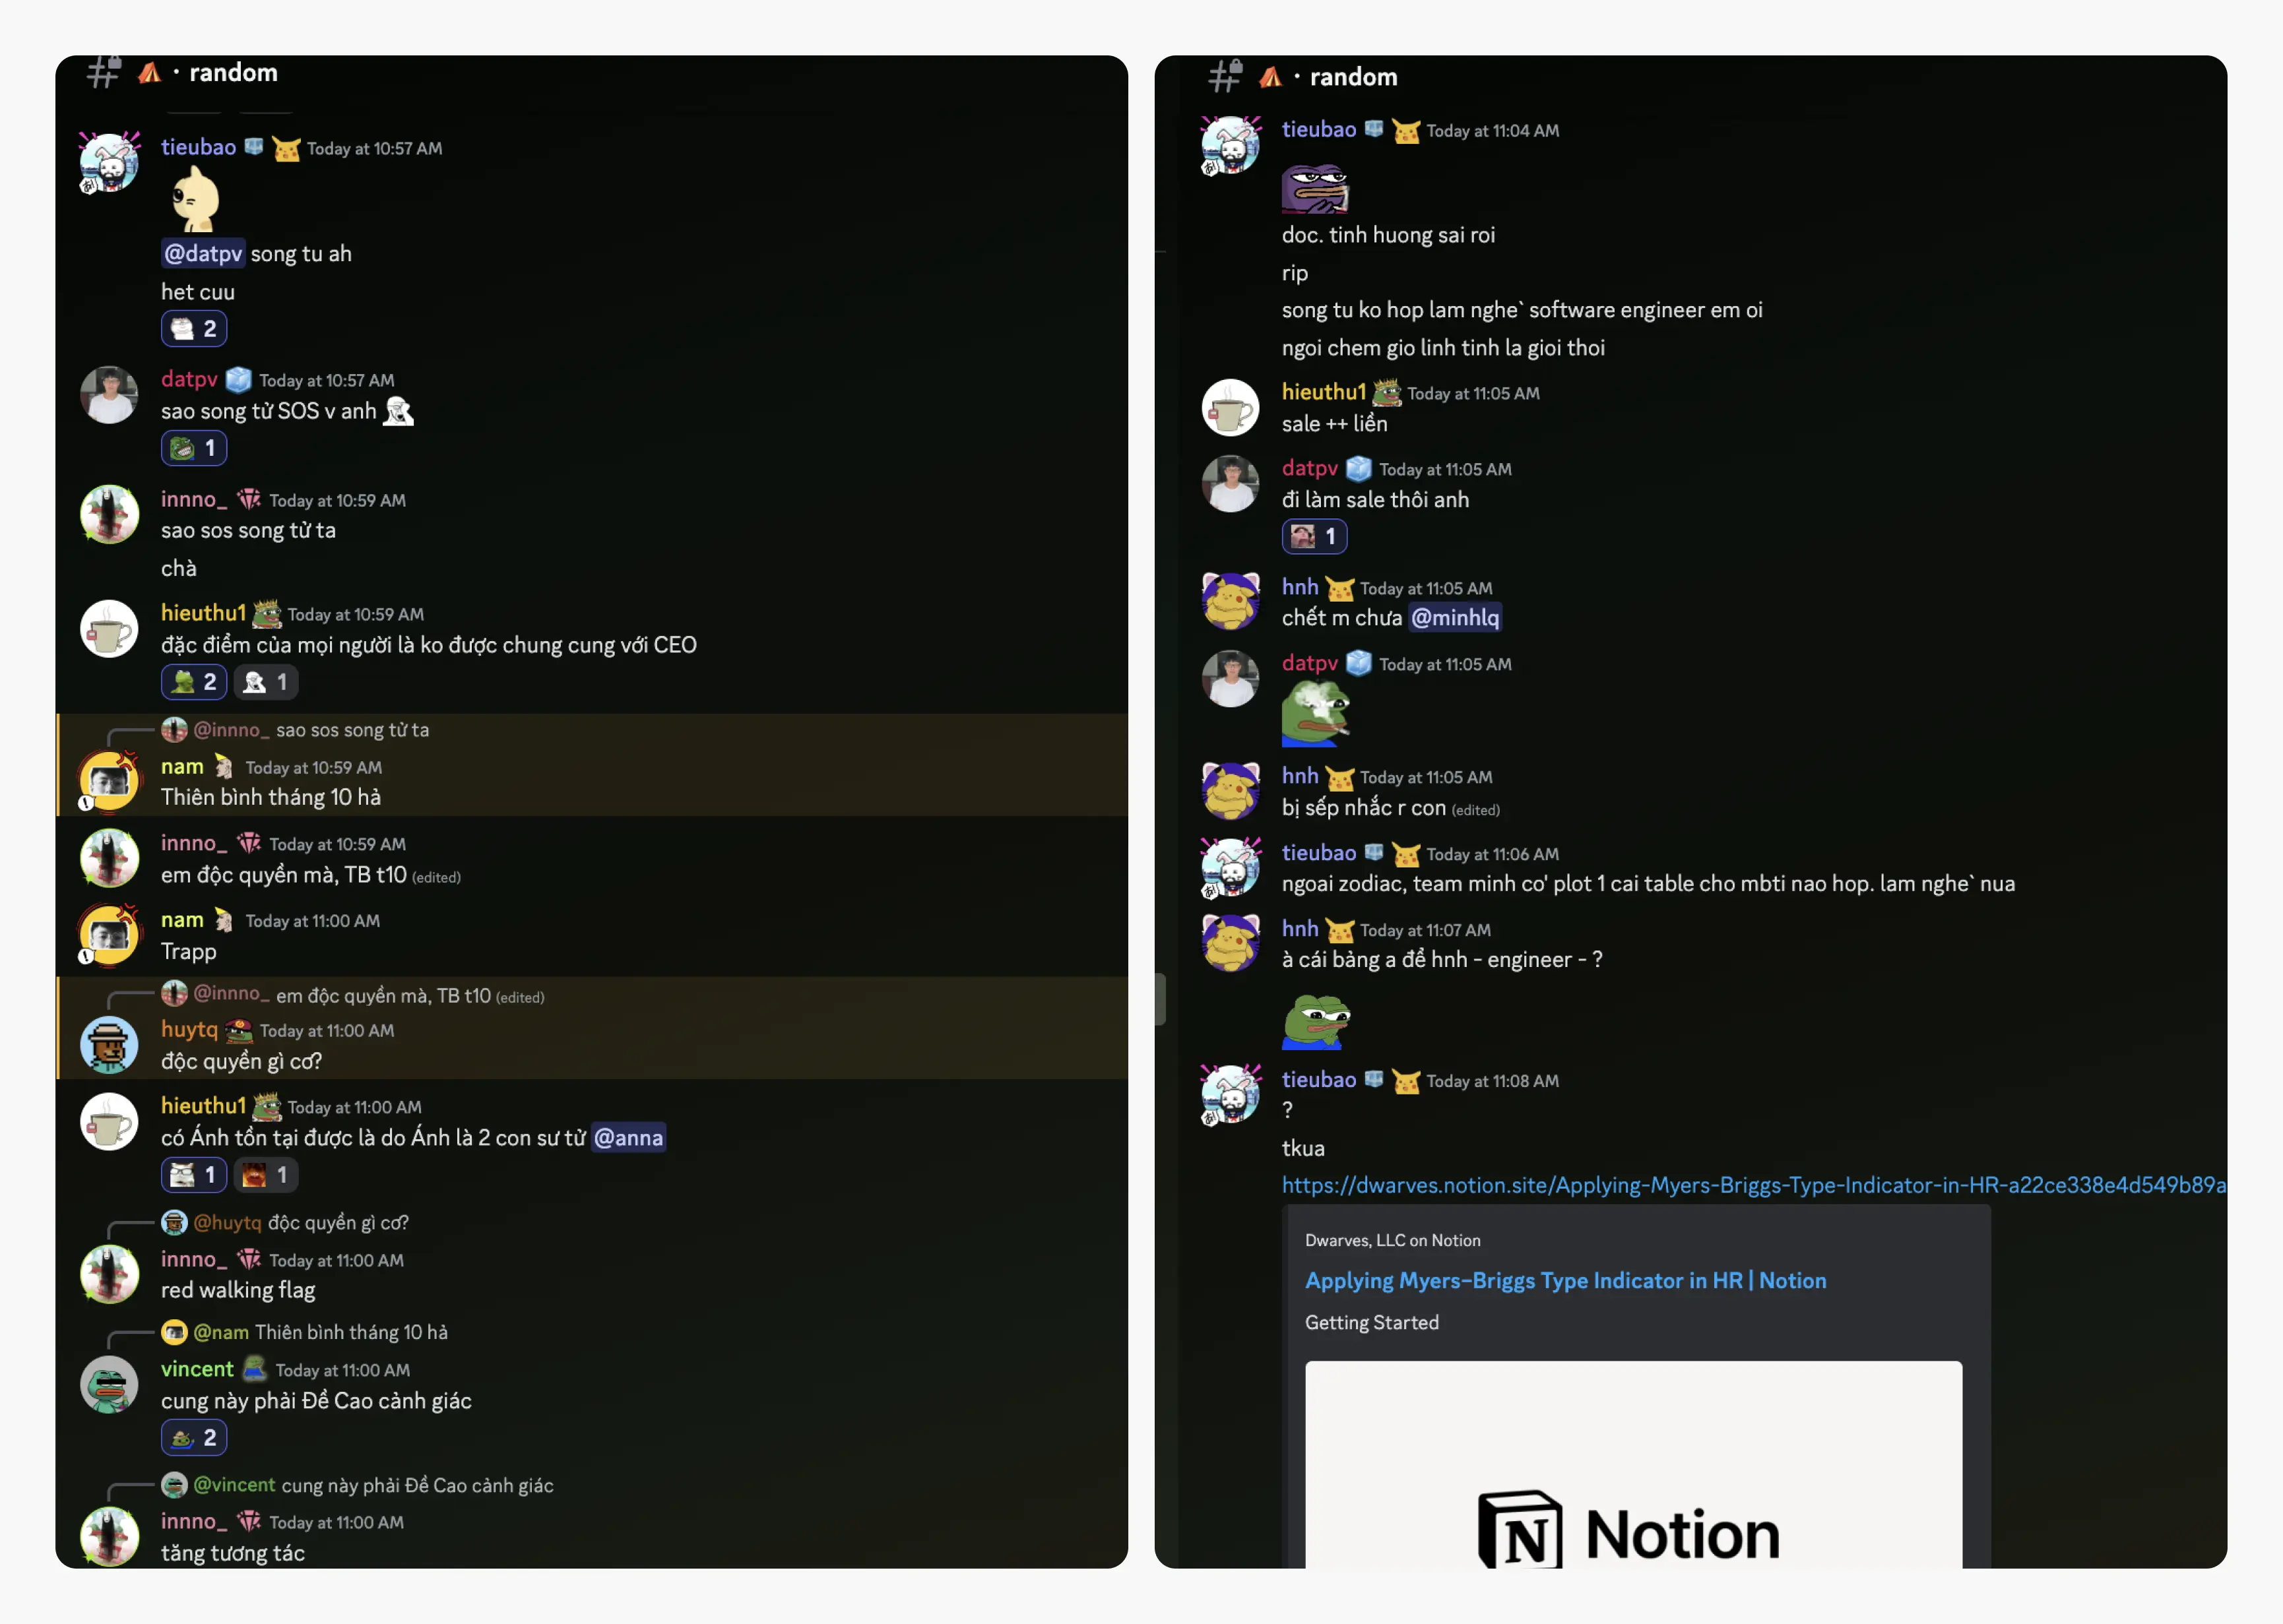 random
tieubao Today at 10:57 AM
@datpv song tu ah
het cuu
2
datpv Today at 10:57 AM
sao song tử SOS v anh
1
innno_ Today at 10:59 AM
sao sos song tử ta
chà
hieuthu1 Today at 10:59 AM
đặc điểm của mọi người là ko được chung cung với CEO
2 1
@innno_ sao sos song tử ta
nam Today at 10:59 AM
Thiên bình tháng 10 hả
innno_ Today at 10:59 AM
em độc quyền mà, TB t10 (edited)
nam Today at 11:00 AM
Trapp
@innno_ em độc quyền mà, TB t10 (edited)
huytq Today at 11:00 AM
độc quyền gì cơ?
hieuthu1 Today at 11:00 AM
có Ánh tồn tại được là do Ánh là 2 con sư tử @anna
1 1
@huytq độc quyền gì cơ?
innno_ Today at 11:00 AM
red walking flag
@nam Thiên bình tháng 10 hả
vincent Today at 11:00 AM
cung này phải Đề Cao cảnh giác
2
@vincent cung này phải Đề Cao cảnh giác
innno_ Today at 11:00 AM
tăng tương tác
random
tieubao Today at 11:04 AM
doc. tinh huong sai roi
rip
song tu ko hop lam nghe` software engineer em oi
ngoi chem gio linh tinh la gioi thoi
hieuthu1 Today at 11:05 AM
sale ++ liền
datpv Today at 11:05 AM
đi làm sale thôi anh
1
hnh Today at 11:05 AM
chết m chưa @minhlq
datpv Today at 11:05 AM
hnh Today at 11:05 AM
bị sếp nhắc r con (edited)
tieubao Today at 11:06 AM
ngoai zodiac, team minh co' plot 1 cai table cho mbti nao hop. lam nghe` nua
hnh Today at 11:07 AM
à cái bảng a để hnh - engineer - ?
tieubao Today at 11:08 AM
?
tkua
https://dwarves.notion.site/Applying-Myers-Briggs-Type-Indicator-in-HR-a22ce338e4d549b89a
Dwarves, LLC on Notion
Applying Myers-Briggs Type Indicator in HR | Notion
Getting Started
Notion